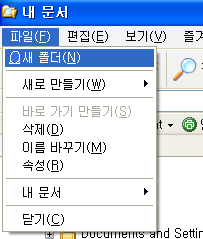 내 문서
파일(F) 편집(E) 보기(V) 즐겨
새 폴더(N)
새로 만들기(W)
바로 가기 만들기(S)
삭제(D)
이름 바꾸기(M)
속성(R)
내 문서
닫기(C)
Documents and Settin